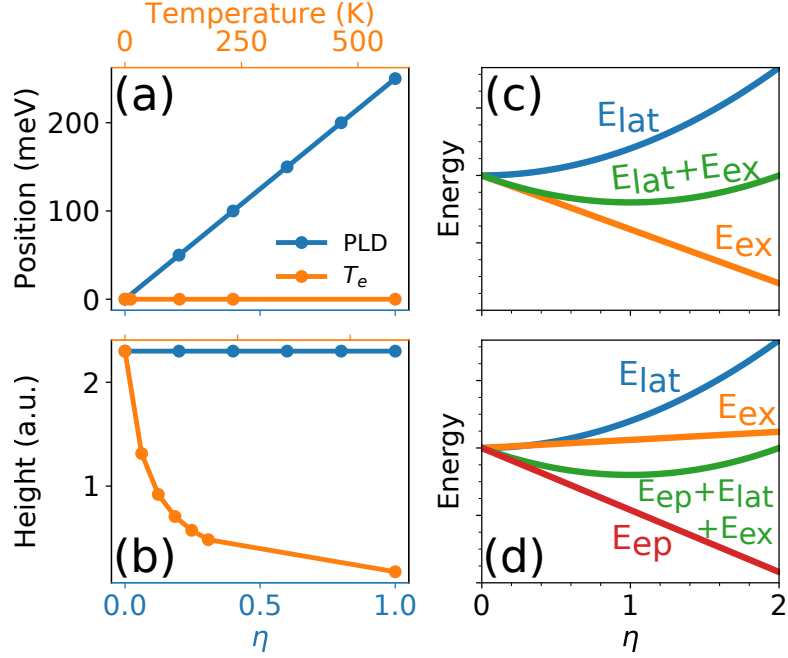 Temperature (K)
0 250 500
(a)
Position (meV)
200
100
0
PLD
T_e
(b)
Height (a.u.)
2
1
0.0 0.5 1.0
η
(c)
Energy
E_lat
E_lat+E_ex
E_ex
(d)
Energy
E_lat
E_ex
E_ep+E_lat
+E_ex
E_ep
0 1 2
η